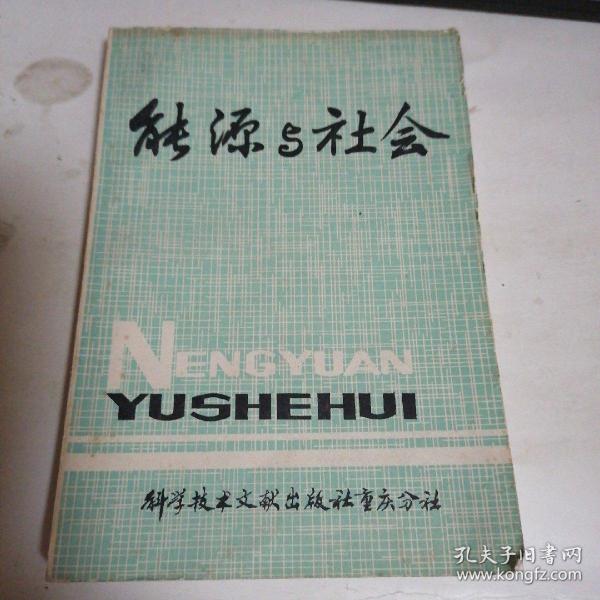 能源与社会
NENGYUAN
YUSHEHUI
科学技术文献出版社重庆分社
孔夫子旧书网
www.kongfz.com